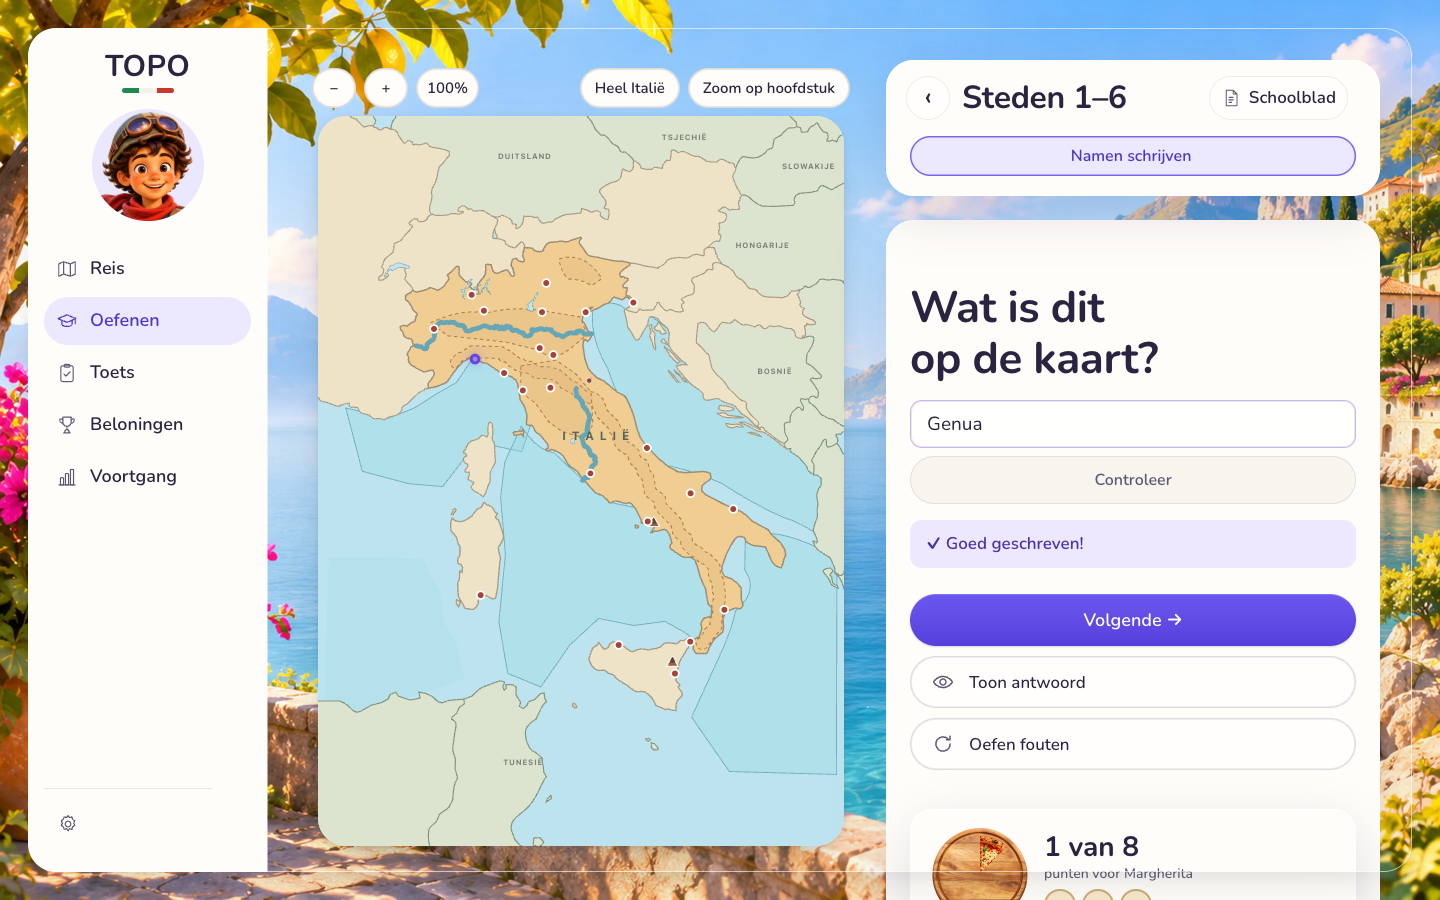 TOPO
Reis
Oefenen
Toets
Beloningen
Voortgang
−
+
100%
Heel Italië
Zoom op hoofdstuk
DUITSLAND
TSJECHIË
SLOWAKIJE
HONGARIJE
BOSNIË
ITALIË
TUNESIË
‹
Steden 1–6
Schoolblad
Namen schrijven
Wat is dit
op de kaart?
Genua
Controleer
✓ Goed geschreven!
Volgende →
Toon antwoord
Oefen fouten
1 van 8
punten voor Margherita